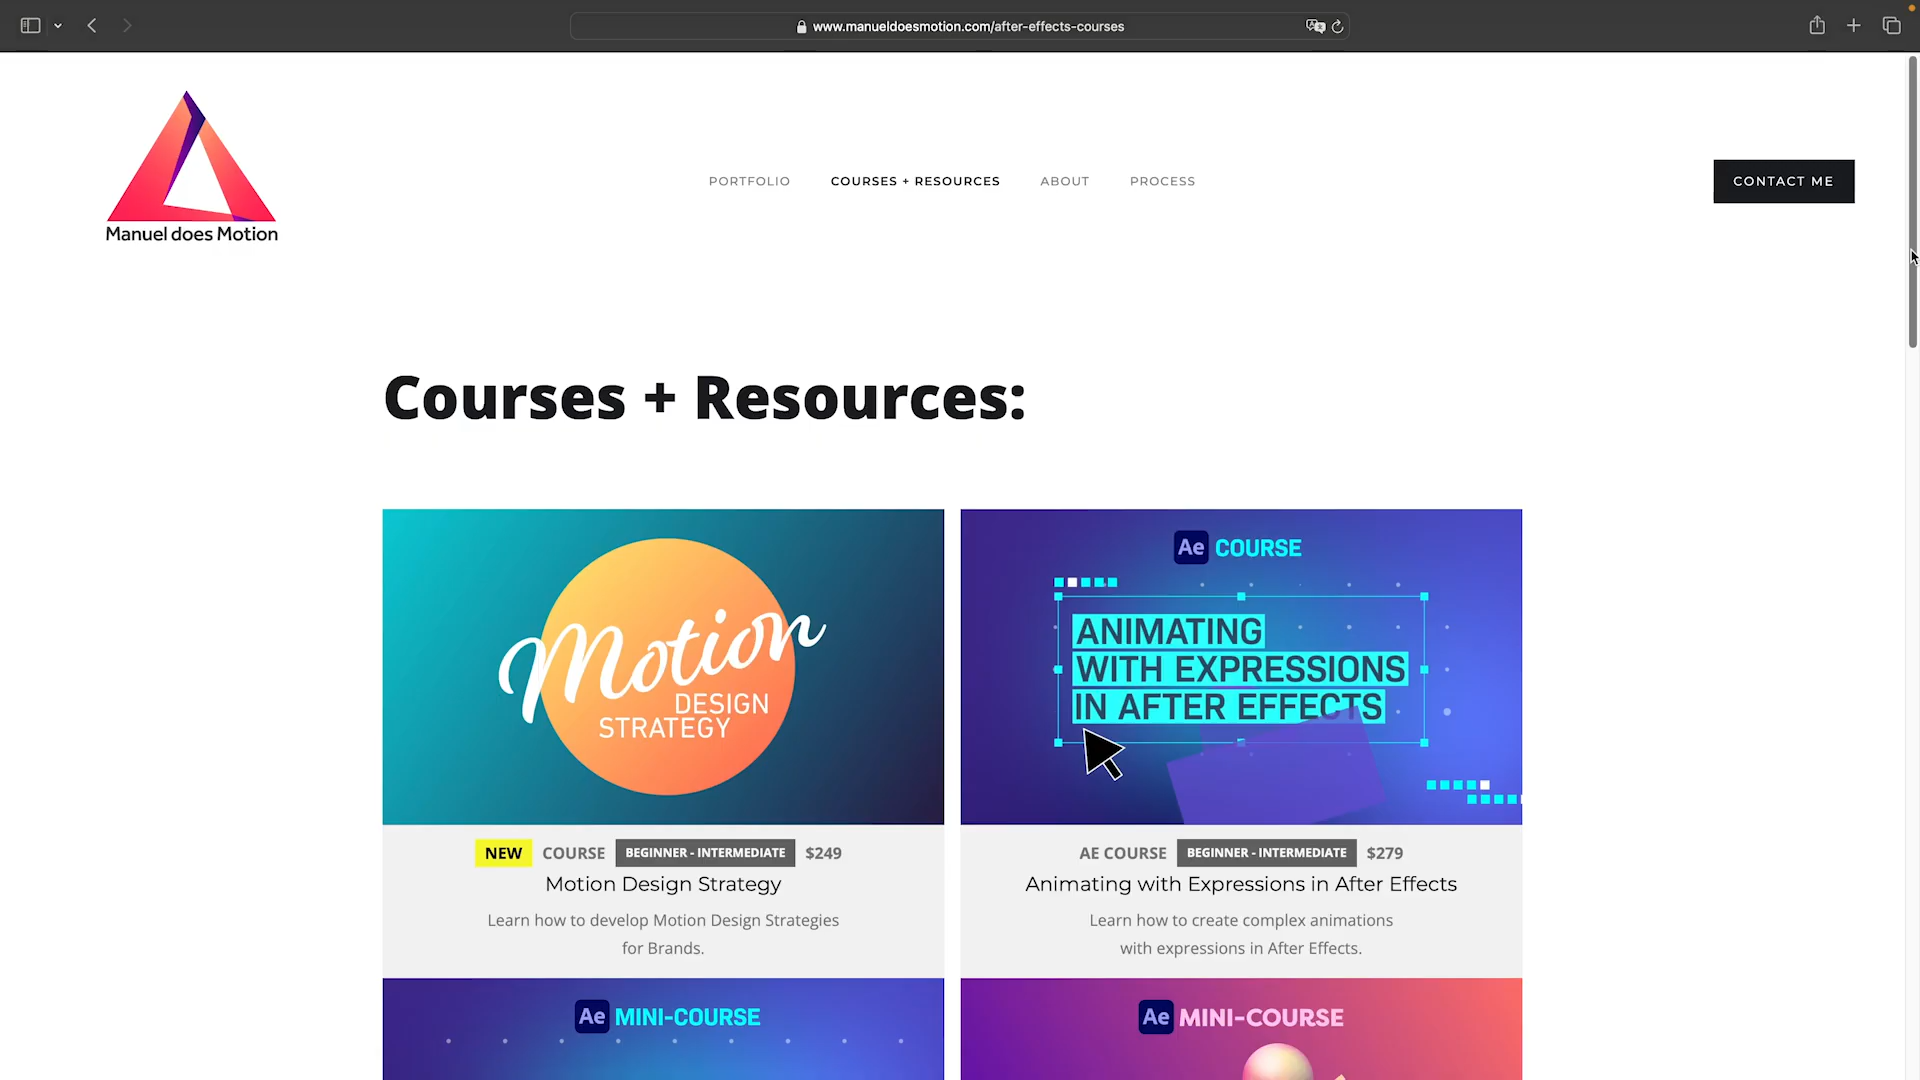 www.manueldoesmotion.com/after-effects-courses
Manuel does Motion
PORTFOLIO
COURSES + RESOURCES
ABOUT
PROCESS
CONTACT ME
Courses + Resources:
Motion
DESIGN
STRATEGY
NEW COURSE BEGINNER - INTERMEDIATE $249
Motion Design Strategy
Learn how to develop Motion Design Strategies
for Brands.
Ae COURSE
ANIMATING
WITH EXPRESSIONS
IN AFTER EFFECTS
AE COURSE BEGINNER - INTERMEDIATE $279
Animating with Expressions in After Effects
Learn how to create complex animations
with expressions in After Effects.
Ae MINI-COURSE
Ae MINI-COURSE